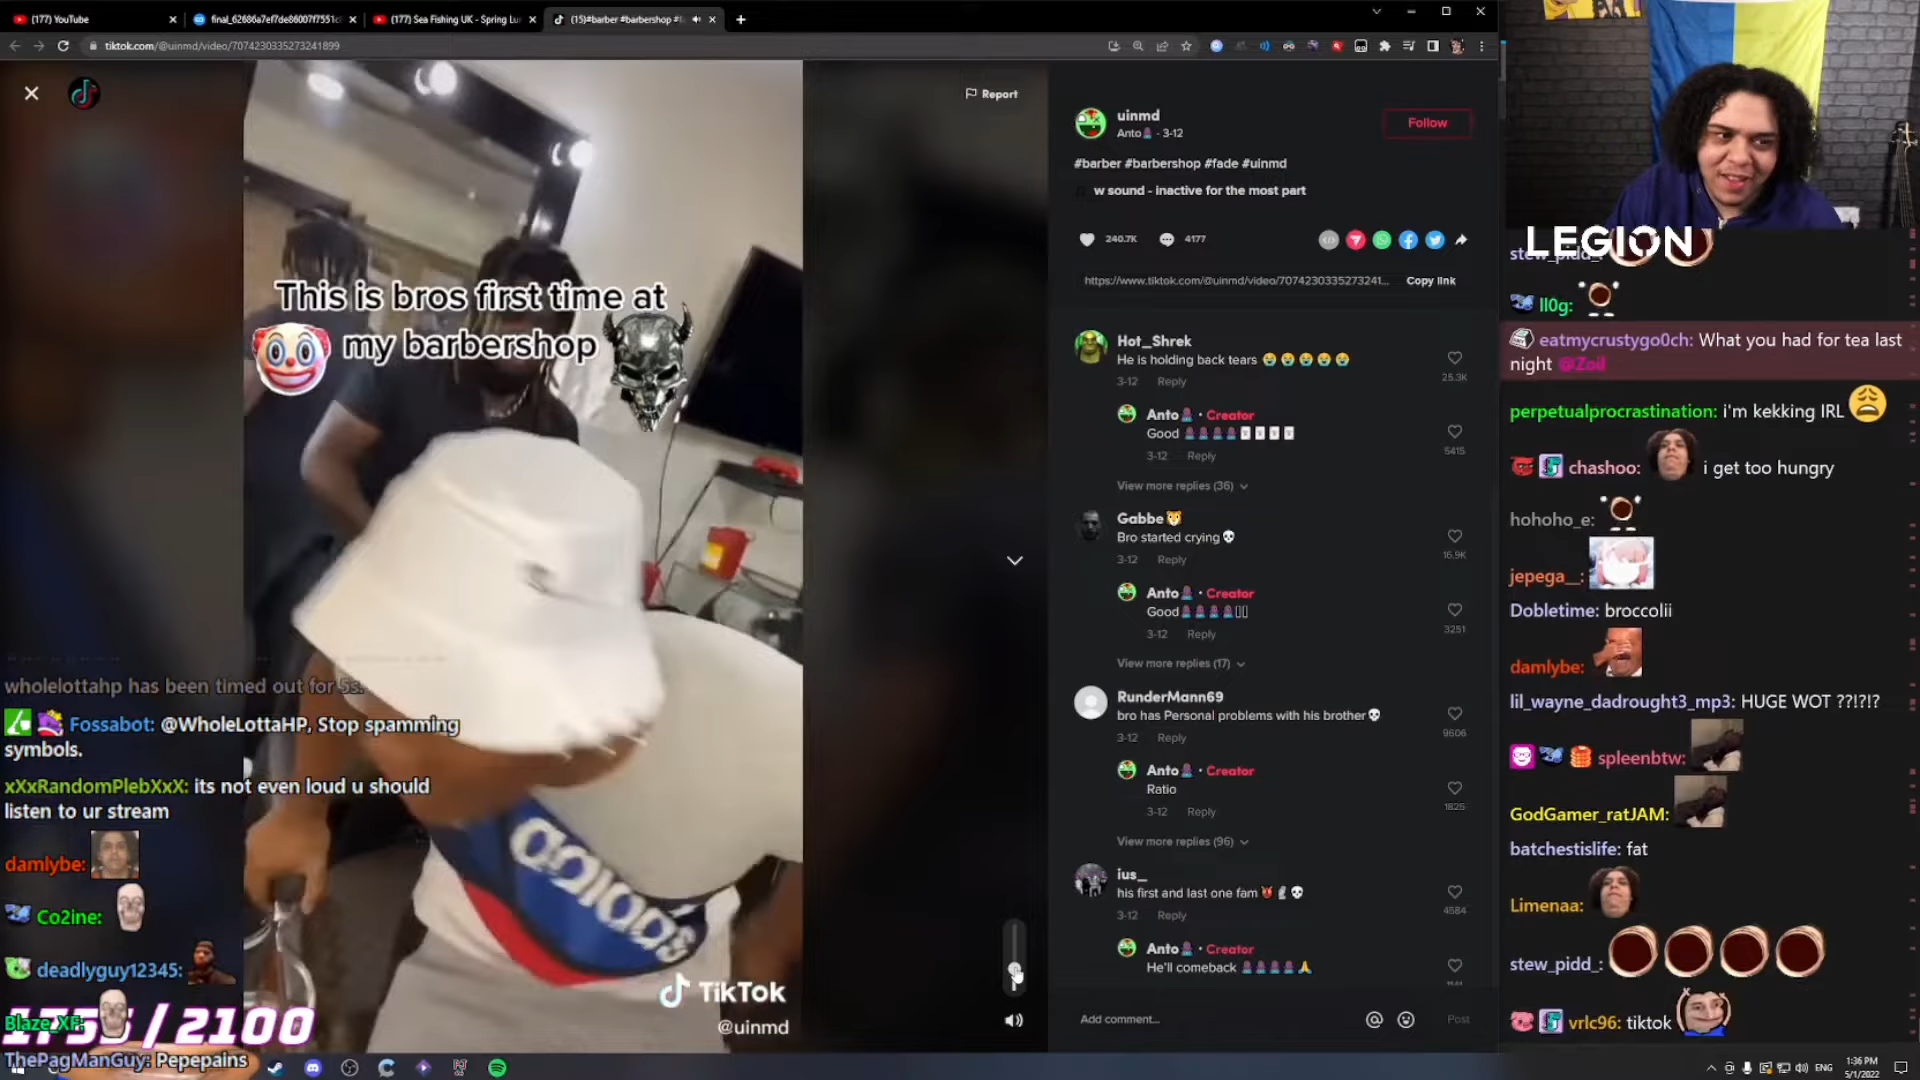 (177) YouTube
final_62686a7ef7de86007f7551c
(177) Sea Fishing UK - Spring Lu
(15)#barber #barbershop #f
tiktok.com/@uinmd/video/7074230335273241899
Report
This is bros first time at
my barbershop
adidas
TikTok
@uinmd
uinmd
Anto · 3-12
Follow
#barber #barbershop #fade #uinmd
w sound - inactive for the most part
240.7K
4177
https://www.tiktok.com/@uinmd/video/7074230335273241...
Copy link
Hot_Shrek
He is holding back tears 😭😭😭😭😭
3-12 Reply
25.3K
Anto · Creator
Good
3-12 Reply
5415
View more replies (36)
Gabbe🐯
Bro started crying💀
3-12 Reply
16.9K
Anto · Creator
Good
3-12 Reply
3251
View more replies (17)
RunderMann69
bro has Personal problems with his brother💀
3-12 Reply
9606
Anto · Creator
Ratio
3-12 Reply
1825
View more replies (96)
ius_
his first and last one fam
3-12 Reply
4584
Anto · Creator
He'll comeback
Add comment...
Post
wholelottahp has been timed out for 5s.
Fossabot: @WholeLottaHP, Stop spamming
symbols.
xXxRandomPlebXxX: its not even loud u should
listen to ur stream
damlybe:
Co2ine:
deadlyguy12345:
Blaze_XF:
1755/2100
ThePagManGuy: Pepepains
LEGION
stew_pidd_:
ll0g:
eatmycrustygo0ch: What you had for tea last
night @Zoil
perpetualprocrastination: i'm kekking IRL
chashoo: i get too hungry
hohoho_e:
jepega__:
Dobletime: broccolii
damlybe:
lil_wayne_dadrought3_mp3: HUGE WOT ??!?!?
spleenbtw:
GodGamer_ratJAM:
batchestislife: fat
Limenaa:
stew_pidd_:
vrlc96: tiktok
ENG
1:36 PM
5/1/2022